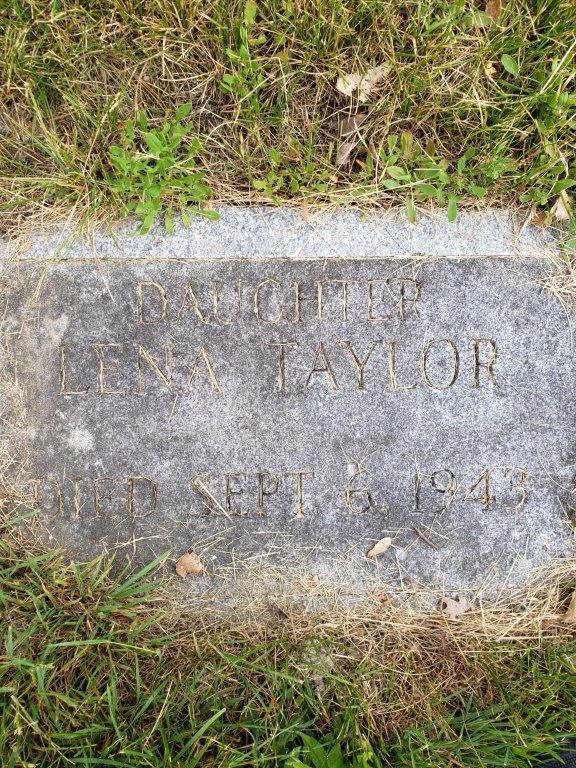 DAUGHTER
LENA TAYLOR
DIED SEPT 6, 1943